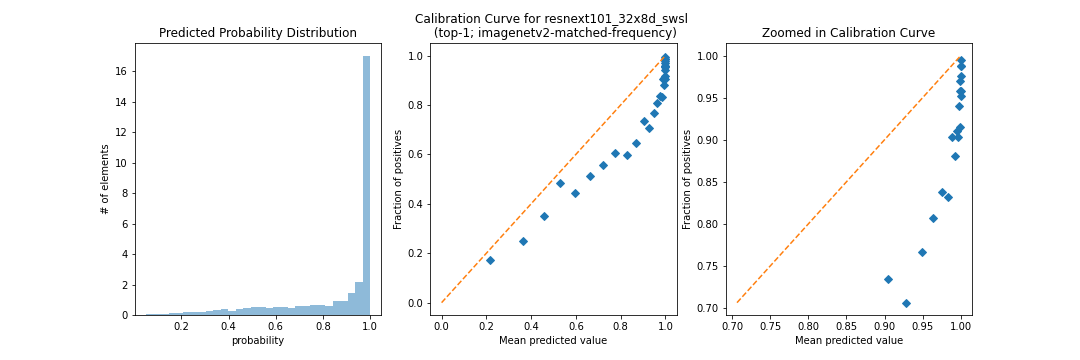 Predicted Probability Distribution
# of elements
16
14
12
10
8
6
4
2
0
0.2 0.4 0.6 0.8 1.0
probability
Calibration Curve for resnext101_32x8d_swsl
(top-1; imagenetv2-matched-frequency)
Fraction of positives
1.0
0.8
0.6
0.4
0.2
0.0
0.0 0.2 0.4 0.6 0.8 1.0
Mean predicted value
Zoomed in Calibration Curve
Fraction of positives
1.00
0.95
0.90
0.85
0.80
0.75
0.70
0.70 0.75 0.80 0.85 0.90 0.95 1.00
Mean predicted value